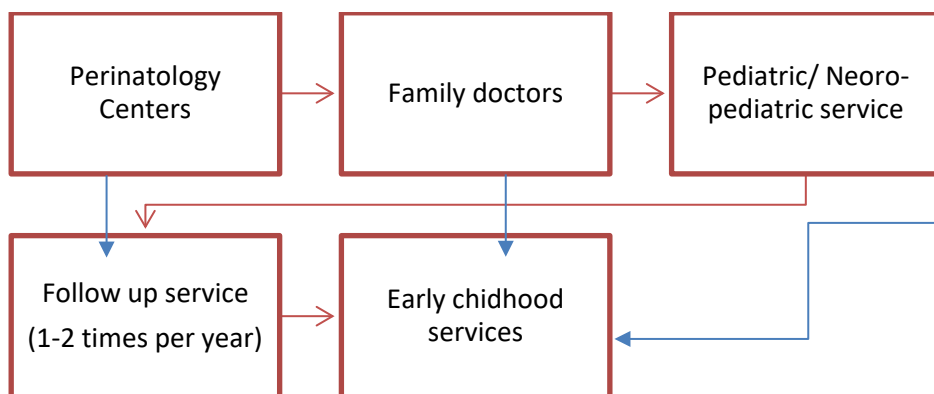 Perinatology
Centers
Family doctors
Pediatric/ Neoro-
pediatric service
Follow up service
(1-2 times per year)
Early chidhood
services